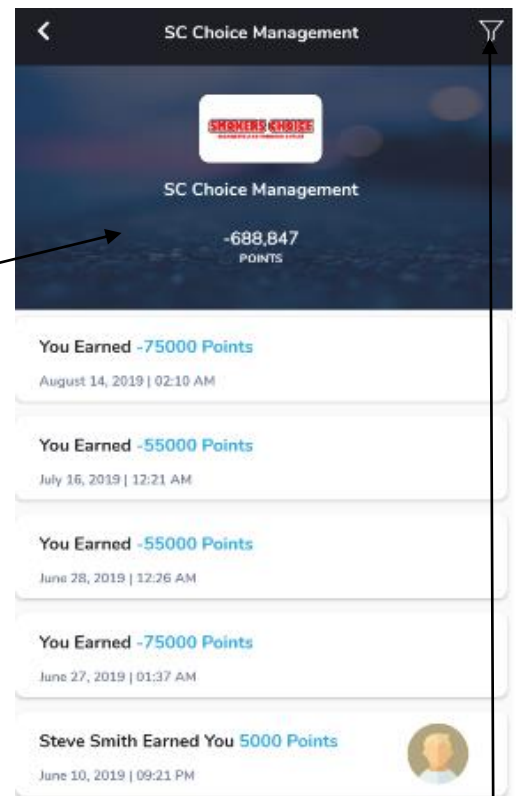 SC Choice Management
SMOKERS CHOICE
SC Choice Management
-688,847
POINTS
You Earned -75000 Points
August 14, 2019 | 02:10 AM
You Earned -55000 Points
July 16, 2019 | 12:21 AM
You Earned -55000 Points
June 28, 2019 | 12:26 AM
You Earned -75000 Points
June 27, 2019 | 01:37 AM
Steve Smith Earned You 5000 Points
June 10, 2019 | 09:21 PM